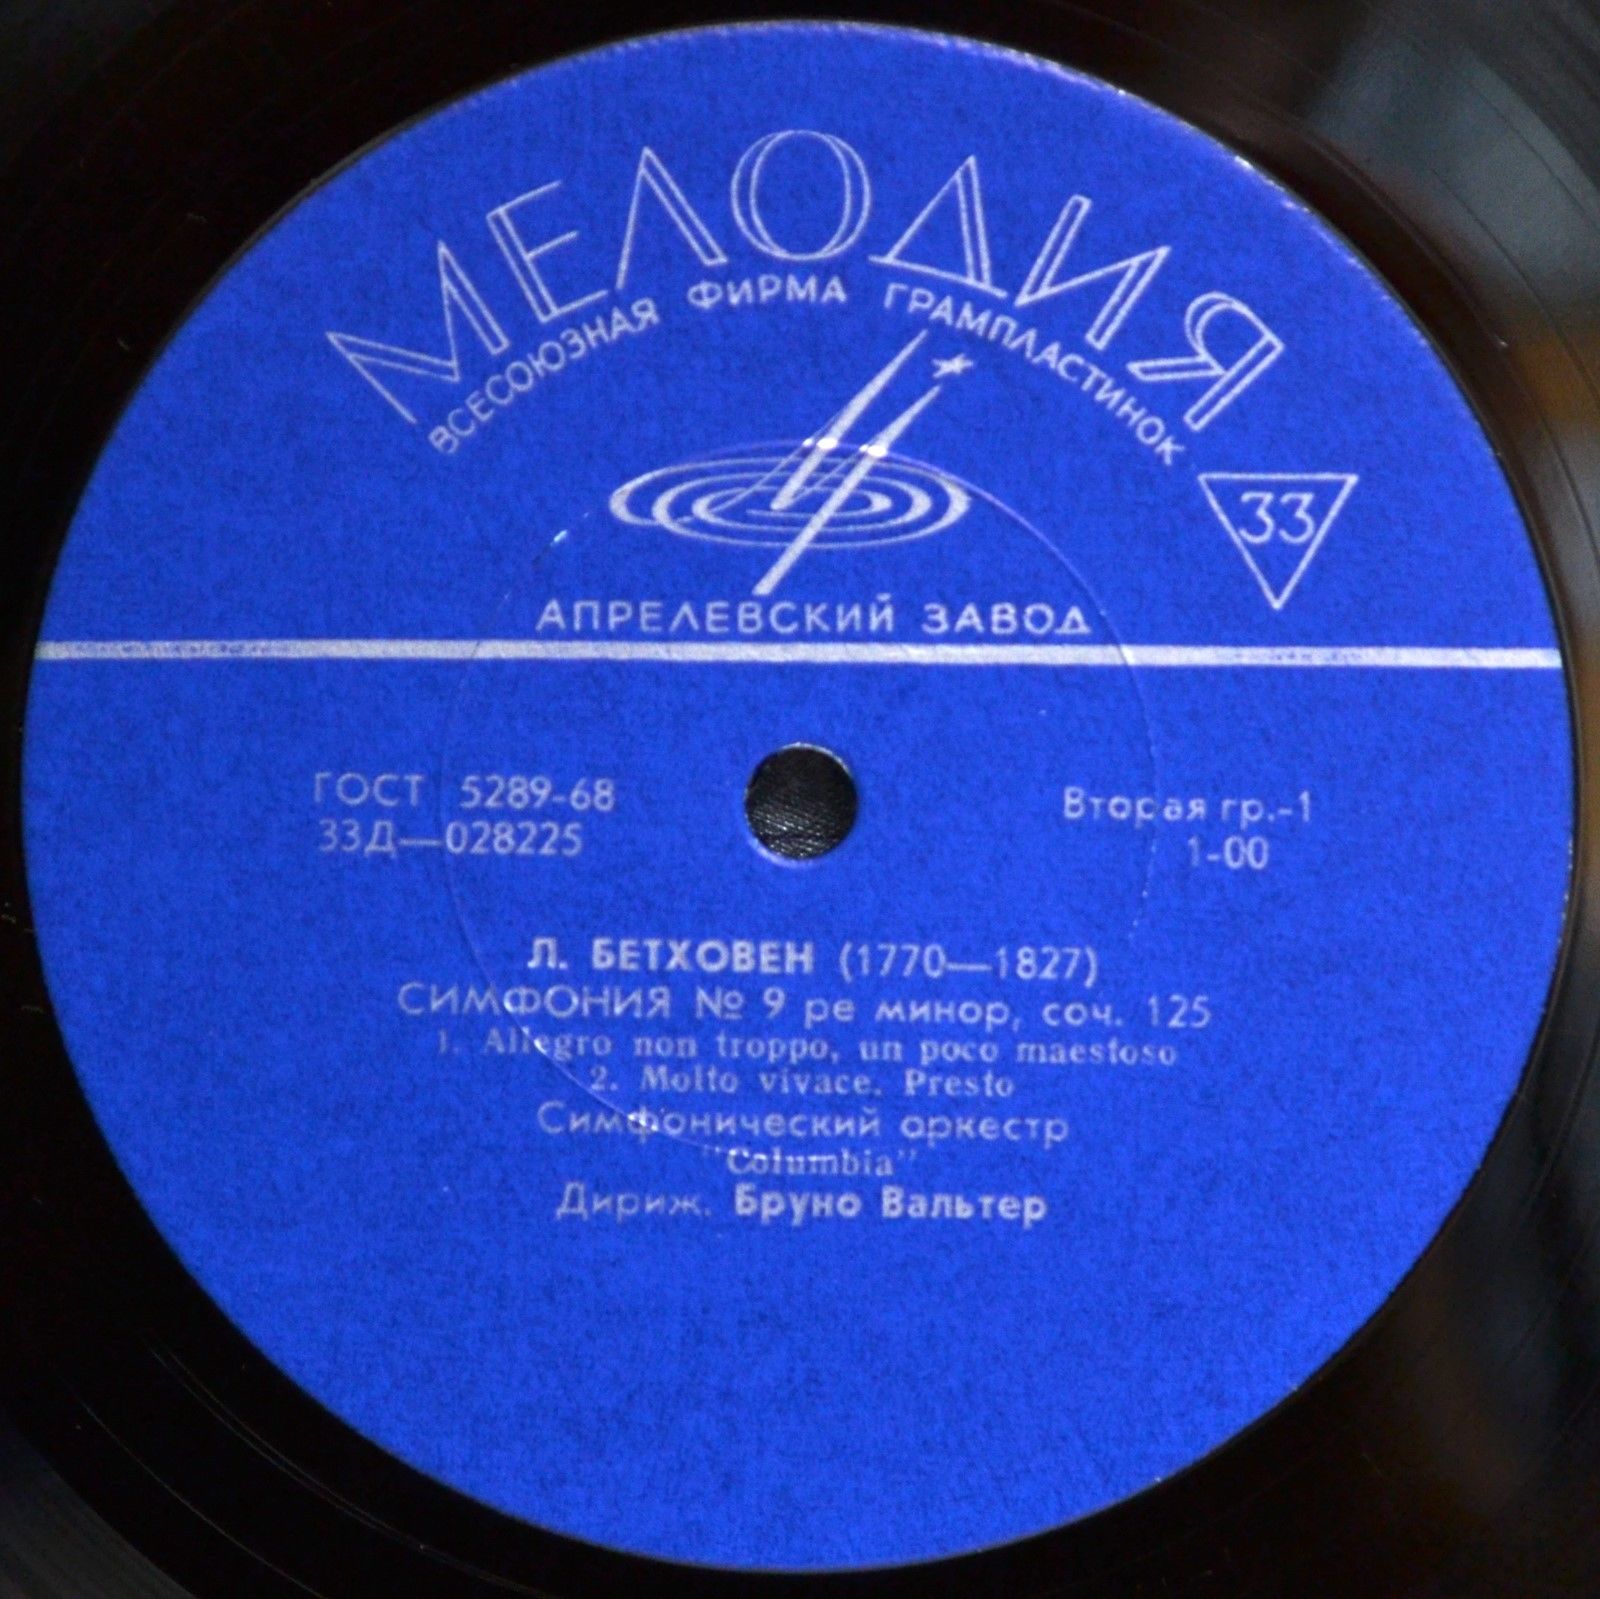 МЕЛОДИЯ
ВСЕСОЮЗНАЯ ФИРМА ГРАМПЛАСТИНОК
33
АПРЕЛЕВСКИЙ ЗАВОД
ГОСТ 5289-68
33Д—028225
Вторая гр.-1
1-00
Л. БЕТХОВЕН (1770—1827)
СИМФОНИЯ № 9 ре минор, соч. 125
1. Allegro non troppo, un poco maestoso
2. Molto vivace. Presto
Симфонический оркестр
"Columbia"
Дириж. Бруно Вальтер